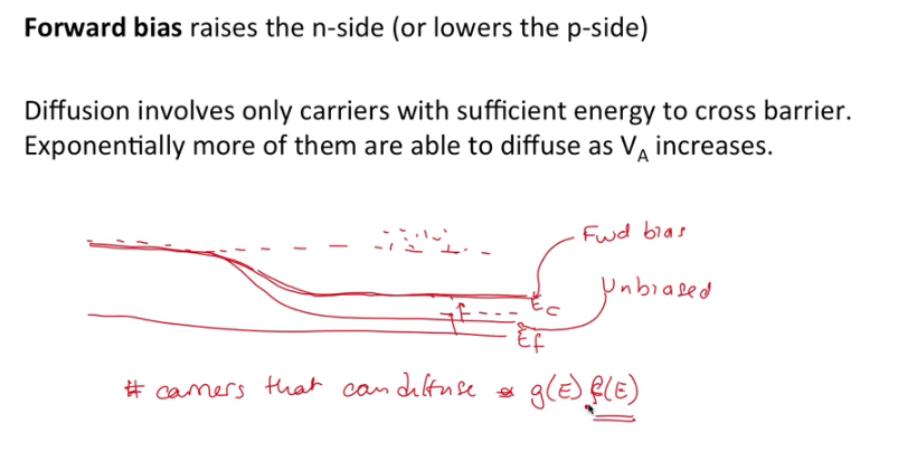 Forward bias raises the n-side (or lowers the p-side)
Diffusion involves only carriers with sufficient energy to cross barrier.
Exponentially more of them are able to diffuse as V_A increases.
Fwd bias
Unbiased
Ec
Ef
# carriers that can diffuse ∝ g(E) f(E)